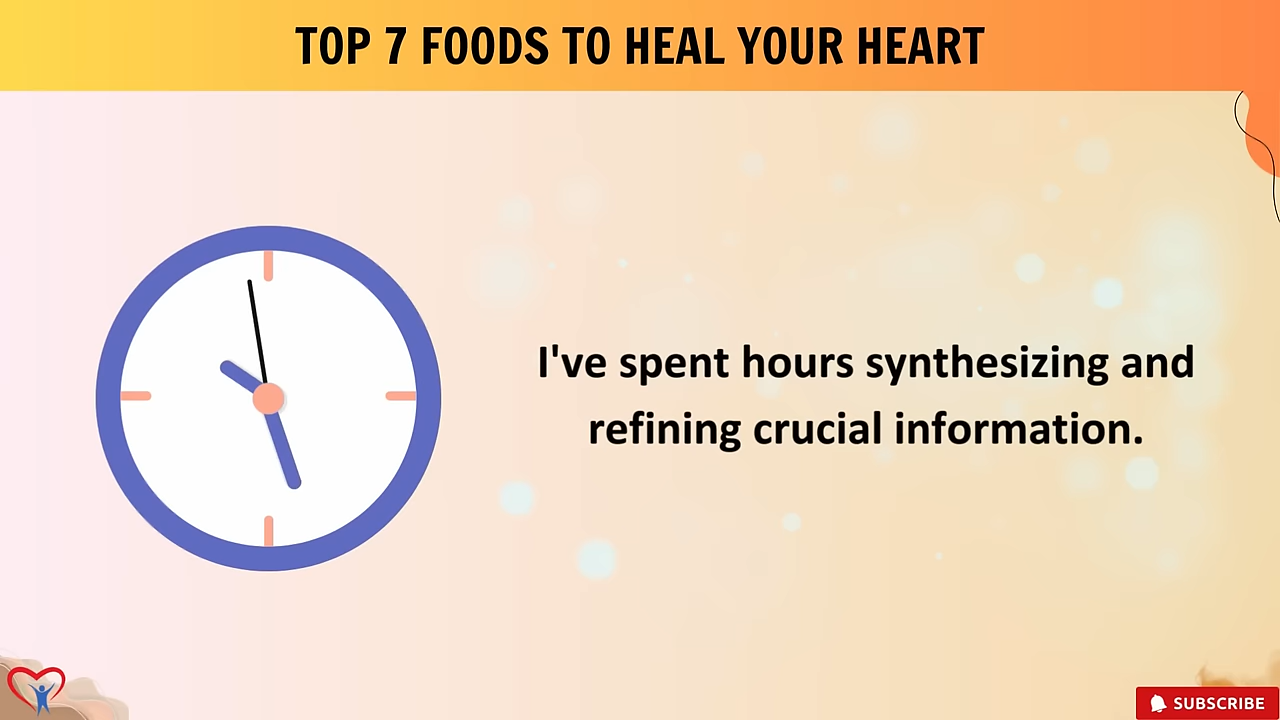 TOP 7 FOODS TO HEAL YOUR HEART
I've spent hours synthesizing and
refining crucial information.
SUBSCRIBE